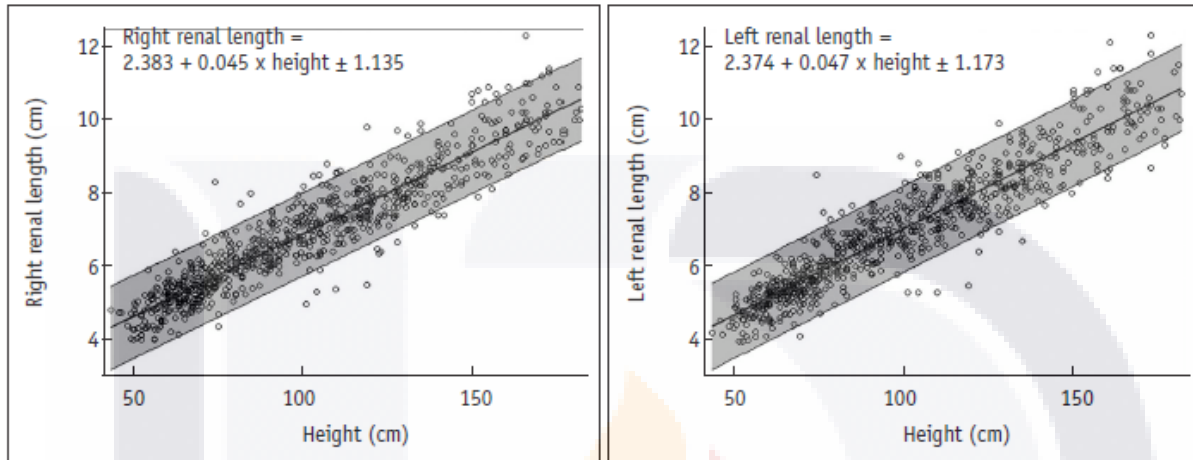 Right renal length =
2.383 + 0.045 x height ± 1.135
Right renal length (cm)
12
10
8
6
4
50
100
150
Height (cm)
Left renal length =
2.374 + 0.047 x height ± 1.173
Left renal length (cm)
12
10
8
6
4
50
100
150
Height (cm)